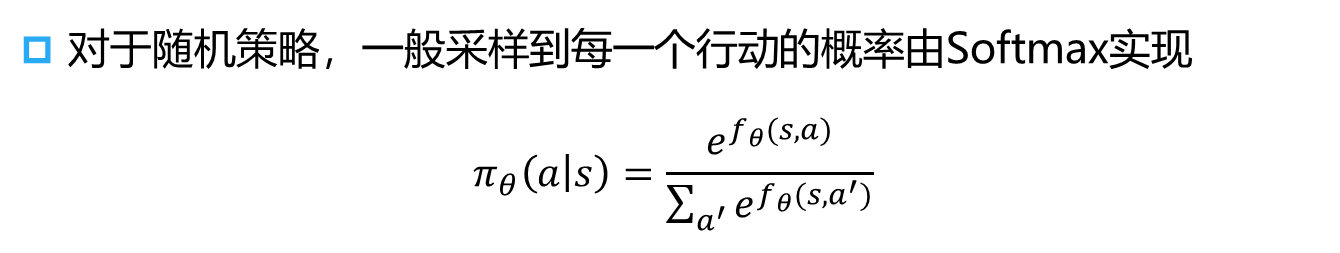 对于随机策略，一般采样到每一个行动的概率由Softmax实现
π_θ(a|s) = e^{f_θ(s,a)} / ∑_{a′} e^{f_θ(s,a′)}